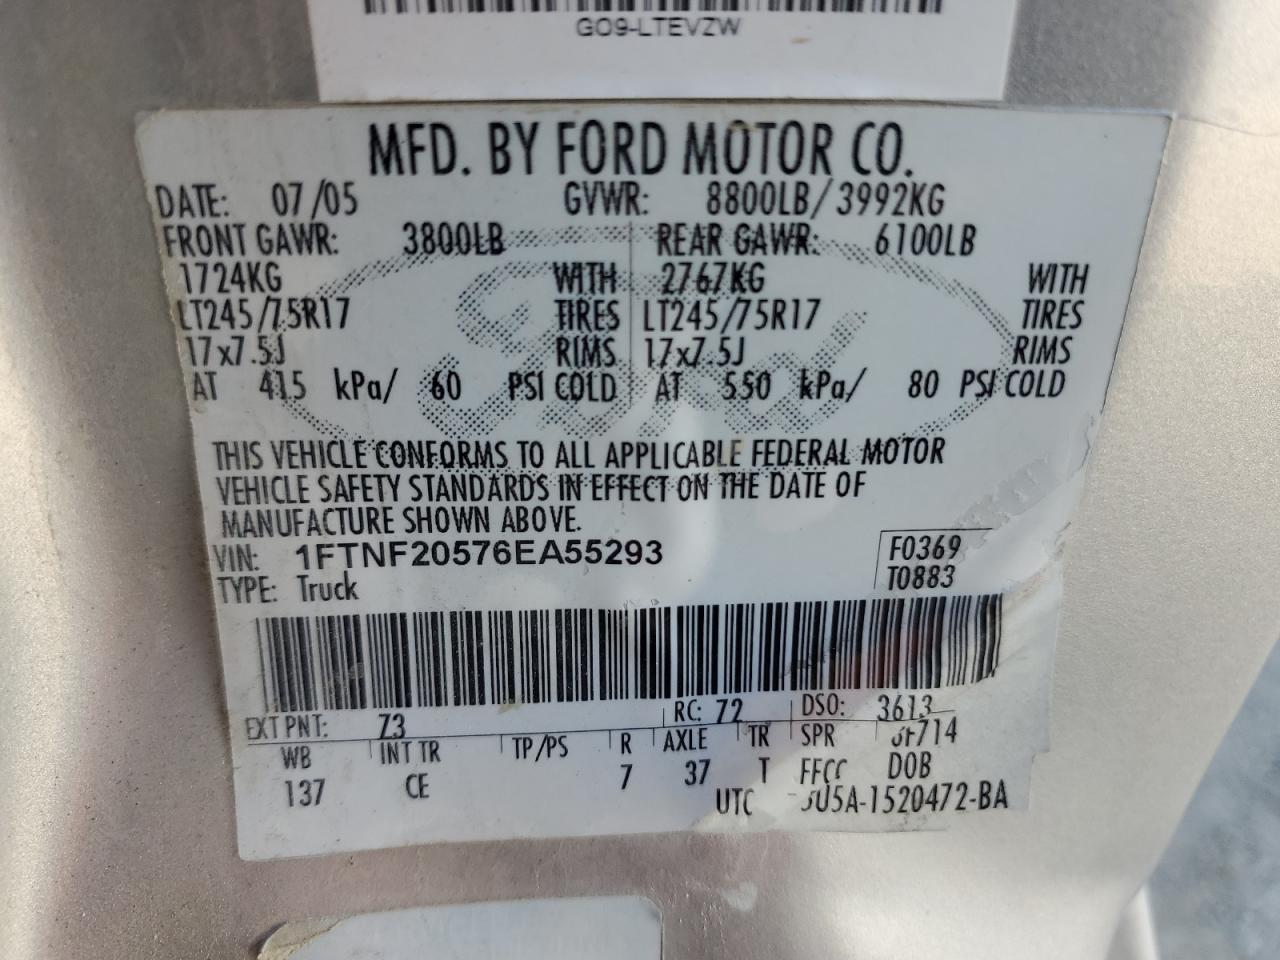 GO9-LTEVZW
MFD. BY FORD MOTOR CO.
DATE: 07/05 GVWR: 8800LB/3992KG
FRONT GAWR: 3800LB REAR GAWR: 6100LB
1724KG WITH 2767KG WITH
LT245/75R17 TIRES LT245/75R17 TIRES
17x7.5J RIMS 17x7.5J RIMS
AT 415 kPa/ 60 PSI COLD AT 550 kPa/ 80 PSI COLD
THIS VEHICLE CONFORMS TO ALL APPLICABLE FEDERAL MOTOR
VEHICLE SAFETY STANDARDS IN EFFECT ON THE DATE OF
MANUFACTURE SHOWN ABOVE.
VIN: 1FTNF20576EA55293 F0369
TYPE: Truck T0883
EXT PNT: Z3 RC: 72 DSO: 3613
WB INT TR TP/PS R AXLE TR SPR
137 CE 7 37 T FFCC DOB
UTC